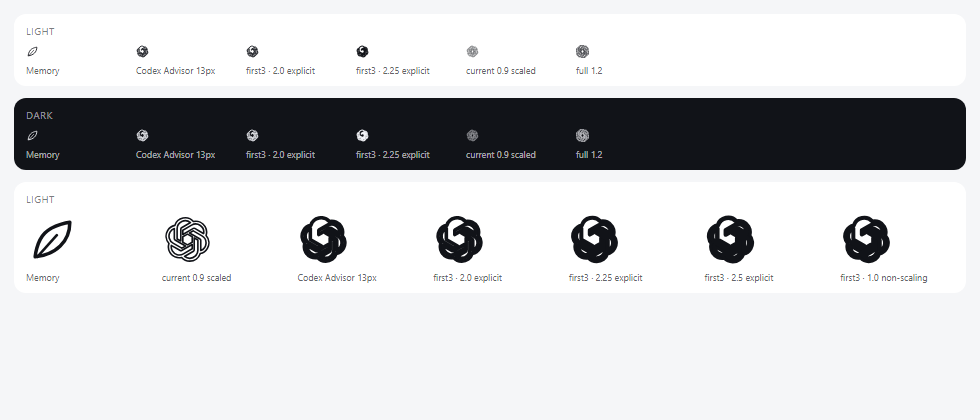 LIGHT
Memory
Codex Advisor 13px
first3 · 2.0 explicit
first3 · 2.25 explicit
current 0.9 scaled
full 1.2
DARK
Memory
Codex Advisor 13px
first3 · 2.0 explicit
first3 · 2.25 explicit
current 0.9 scaled
full 1.2
LIGHT
Memory
current 0.9 scaled
Codex Advisor 13px
first3 · 2.0 explicit
first3 · 2.25 explicit
first3 · 2.5 explicit
first3 · 1.0 non-scaling